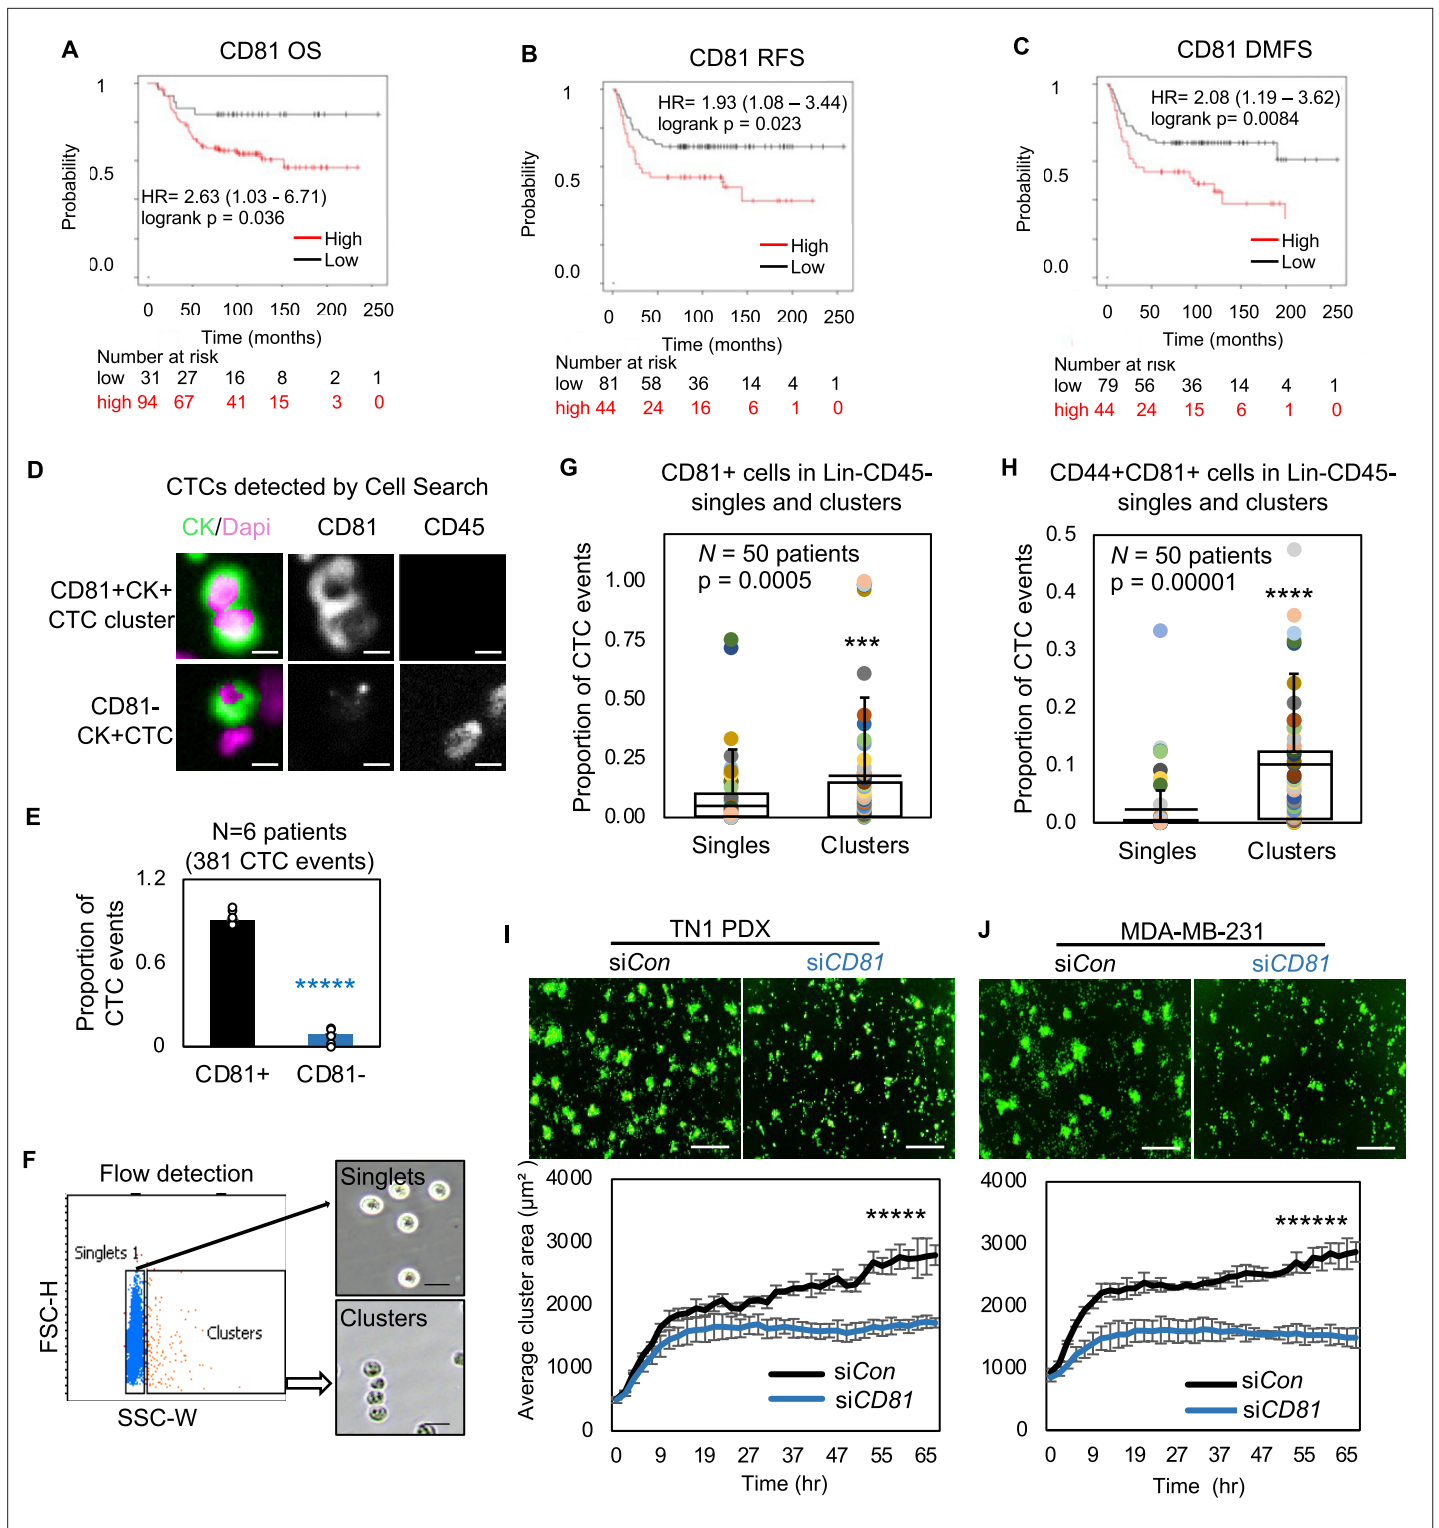 A
CD81 OS
1
0.5
0.0
Probability
HR= 2.63 (1.03 - 6.71)
logrank p = 0.036
High
Low
0 50 100 150 200 250
Time (months)
Number at risk
low 31 27 16 8 2 1
high 94 67 41 15 3 0
B
CD81 RFS
1
0.5
0
Probability
HR= 1.93 (1.08 – 3.44)
logrank p = 0.023
High
Low
0 50 100 150 200 250
Time (months)
Number at risk
low 81 58 36 14 4 1
high 44 24 16 6 1 0
C
CD81 DMFS
1
0.5
0.0
Probability
HR= 2.08 (1.19 – 3.62)
logrank p= 0.0084
High
Low
0 50 100 150 200 250
Time (months)
Number at risk
low 79 56 36 14 4 1
high 44 24 15 6 1 0
D
CTCs detected by Cell Search
CK/Dapi CD81 CD45
CD81+CK+
CTC cluster
CD81-
CK+CTC
E
N=6 patients
(381 CTC events)
Proportion of
CTC events
1.2
0.6
0
*****
CD81+ CD81-
F
Flow detection
Singlets 1
Clusters
FSC-H
SSC-W
Singlets
Clusters
G
CD81+ cells in Lin-CD45-
singles and clusters
N = 50 patients
p = 0.0005
***
Proportion of CTC events
1.00
0.75
0.50
0.25
0.00
Singles Clusters
H
CD44+CD81+ cells in Lin-CD45-
singles and clusters
N = 50 patients
p = 0.00001
****
Proportion of CTC events
0.5
0.4
0.3
0.2
0.1
0.0
Singles Clusters
I
TN1 PDX
siCon siCD81
Average cluster area (µm²)
4000
3000
2000
1000
0
*****
siCon
siCD81
0 9 19 27 37 47 55 65
Time (hr)
J
MDA-MB-231
siCon siCD81
4000
3000
2000
1000
0
******
siCon
siCD81
0 9 19 27 37 47 55 65
Time (hr)